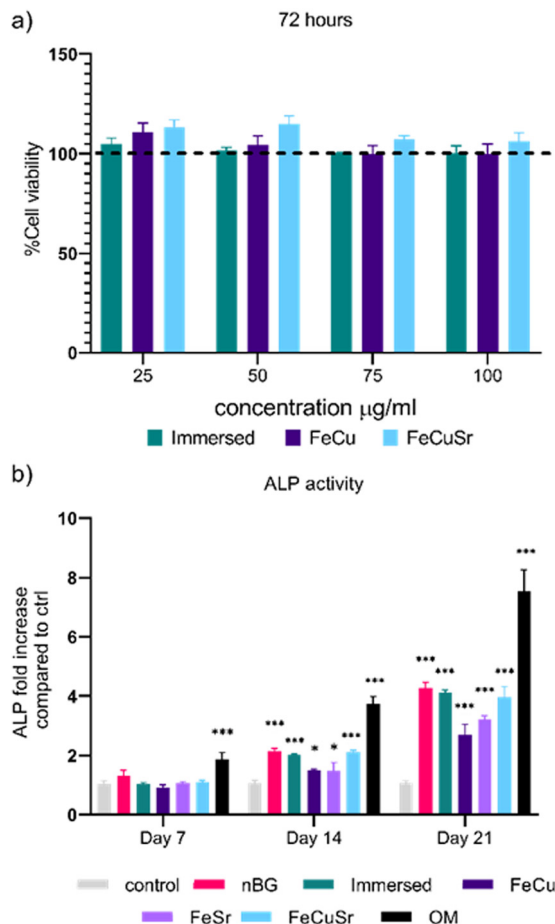 a)
72 hours
%Cell viability
150
100
50
0
25 50 75 100
concentration μg/ml
Immersed FeCu FeCuSr
b)
ALP activity
ALP fold increase
compared to ctrl
10
8
6
4
2
0
***
*** *** * * *** ***
*** *** *** *** *** ***
Day 7 Day 14 Day 21
control nBG Immersed FeCu
FeSr FeCuSr OM